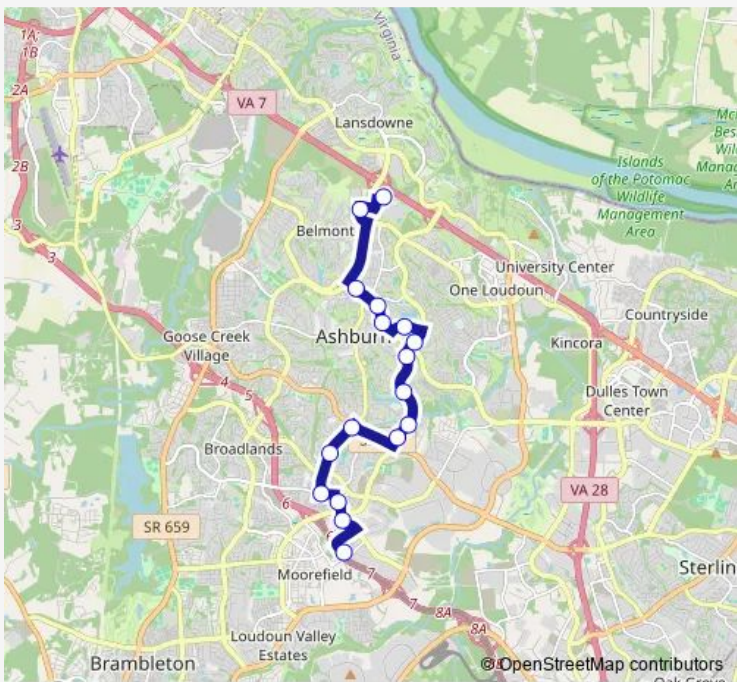 Virginia
1A
1B
2A
VA 7
Lansdowne
2B
Islands
of the Potomac
Wildlife
Management
Area
3
3
Belmont
University Center
One Loudoun
Countryside
Goose Creek
Village
Ashburn
Kincora
4
5
Dulles Town
Center
Broadlands
6
VA 28
SR 659
6
Moorefield
7
7
8A
8A
Sterlin
Loudoun Valley
Estates
Brambleton
© OpenStreetMap contributors